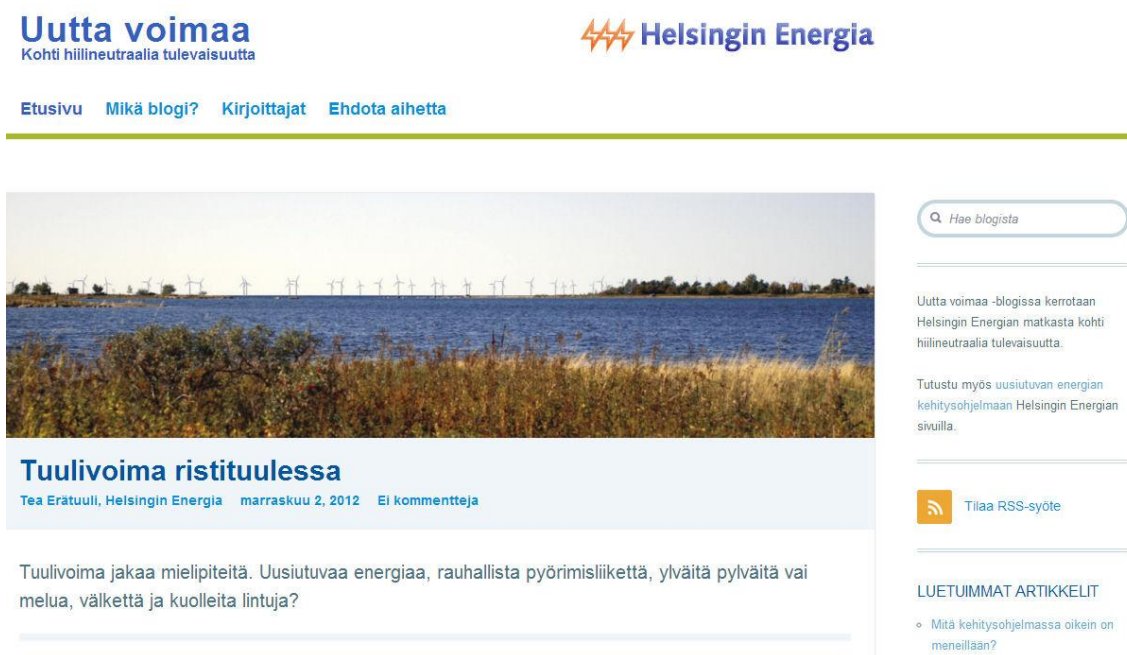 Uutta voimaa
Kohti hiilineutraalia tulevaisuutta
Helsingin Energia
Etusivu Mikä blogi? Kirjoittajat Ehdota aihetta
Hae blogista
Uutta voimaa -blogissa kerrotaan
Helsingin Energian matkasta kohti
hiilineutraalia tulevaisuutta.
Tutustu myös uusiutuvan energian
kehitysohjelmaan Helsingin Energian
sivuilla.
Tilaa RSS-syöte
LUETUIMMAT ARTIKKELIT
Mitä kehitysohjelmassa oikein on
meneillään?
Tuulivoima ristituulessa
Tea Erätuuli, Helsingin Energia marraskuu 2, 2012 Ei kommentteja
Tuulivoima jakaa mielipiteitä. Uusiutuvaa energiaa, rauhallista pyörimisliikettä, ylväitä pylväitä vai
melua, välkettä ja kuolleita lintuja?